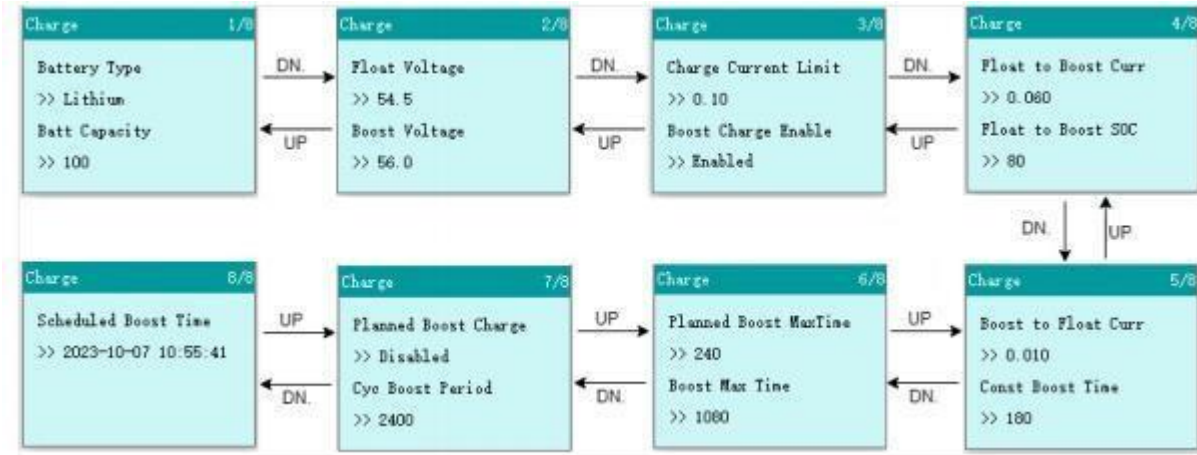 Charge 1/8
Battery Type
>> Lithium
Batt Capacity
>> 100
DN.
UP
Charge 2/8
Float Voltage
>> 54.5
Boost Voltage
>> 56.0
DN.
UP
Charge 3/8
Charge Current Limit
>> 0.10
Boost Charge Enable
>> Enabled
DN.
UP
Charge 4/8
Float to Boost Curr
>> 0.060
Float to Boost SOC
>> 80
DN.
UP
Charge 8/8
Scheduled Boost Time
>> 2023-10-07 10:55:41
UP
DN.
Charge 7/8
Planned Boost Charge
>> Disabled
Cyc Boost Period
>> 2400
UP
DN.
Charge 6/8
Planned Boost MaxTime
>> 240
Boost Max Time
>> 1080
UP
DN.
Charge 5/8
Boost to Float Curr
>> 0.010
Const Boost Time
>> 180